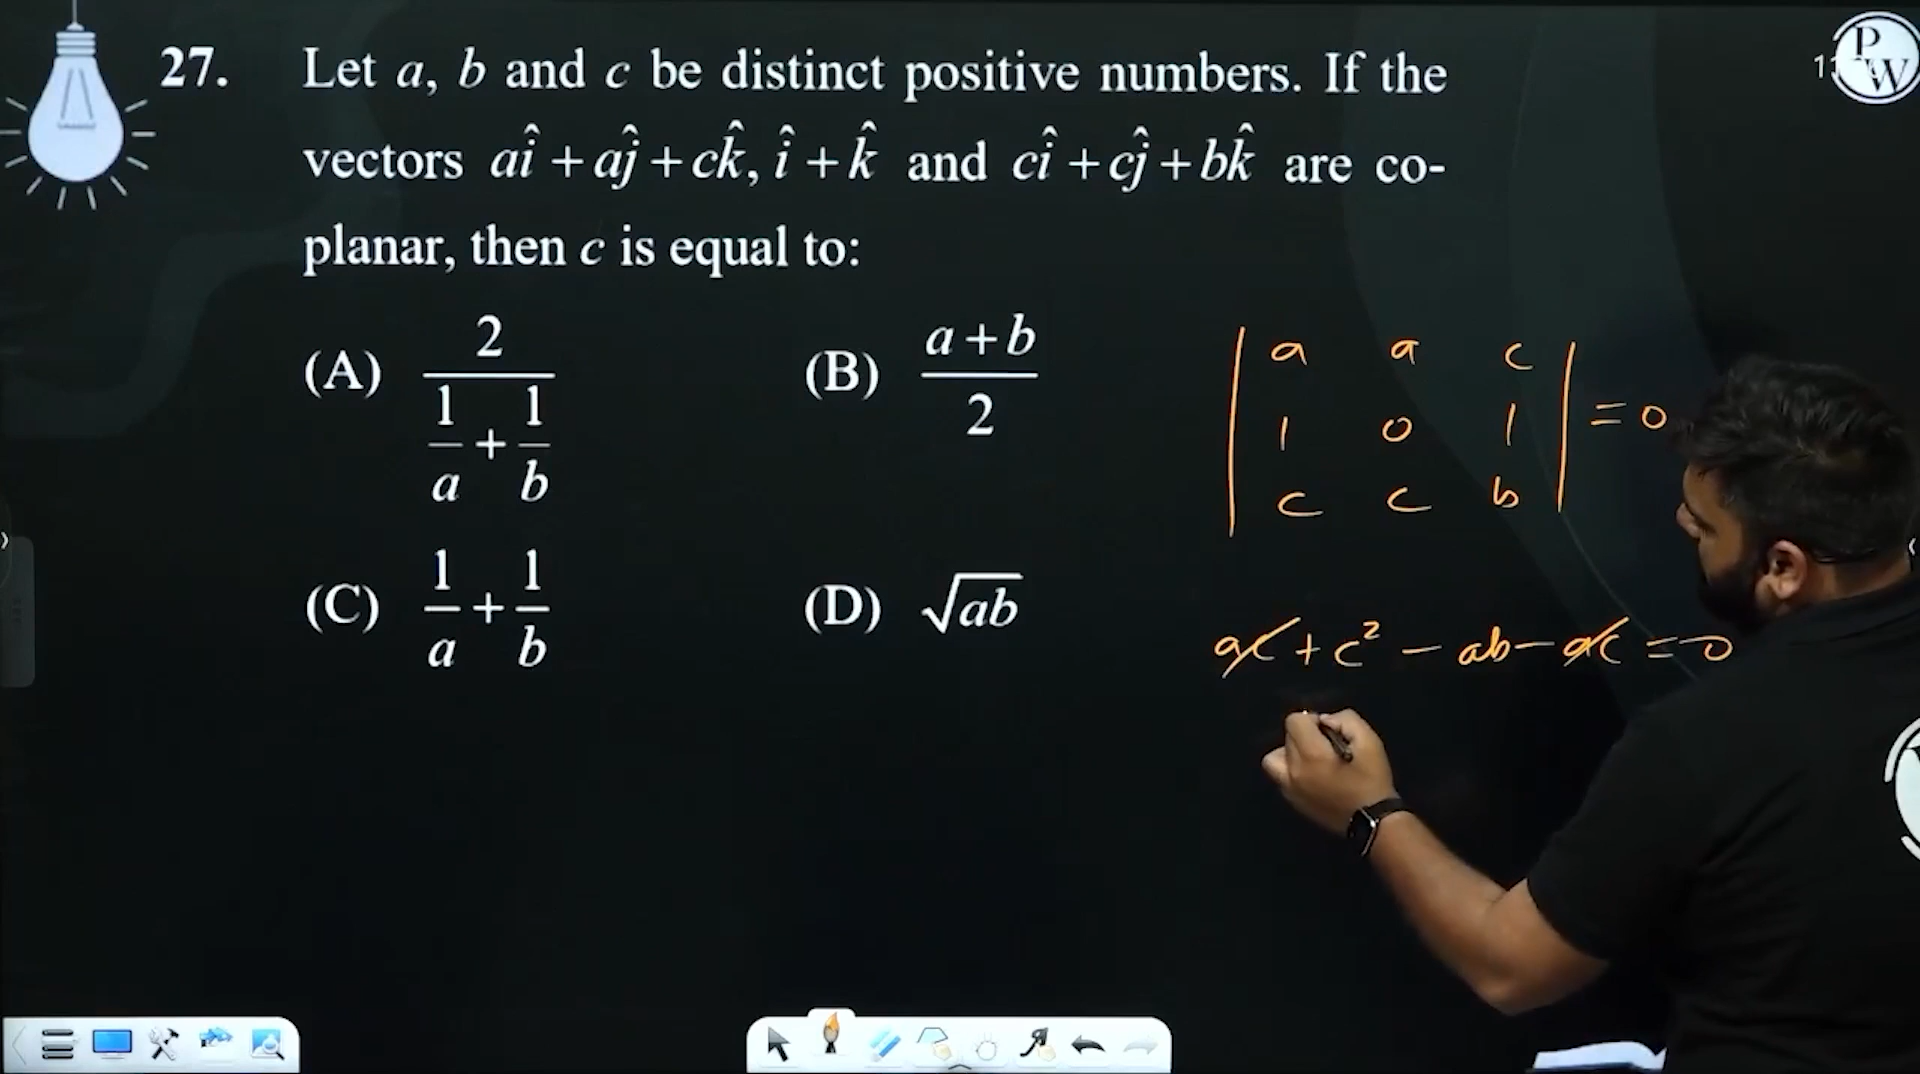 27. Let a, b and c be distinct positive numbers. If the
vectors aî + aĵ + ck̂, î + k̂ and cî + cĵ + bk̂ are co-
planar, then c is equal to:
(A) 2/(1/a + 1/b) (B) (a + b)/2
(C) 1/a + 1/b (D) √ab
| a a c |
| 1 0 1 | = 0
| c c b |
ac + c² − ab − ac = 0
PW